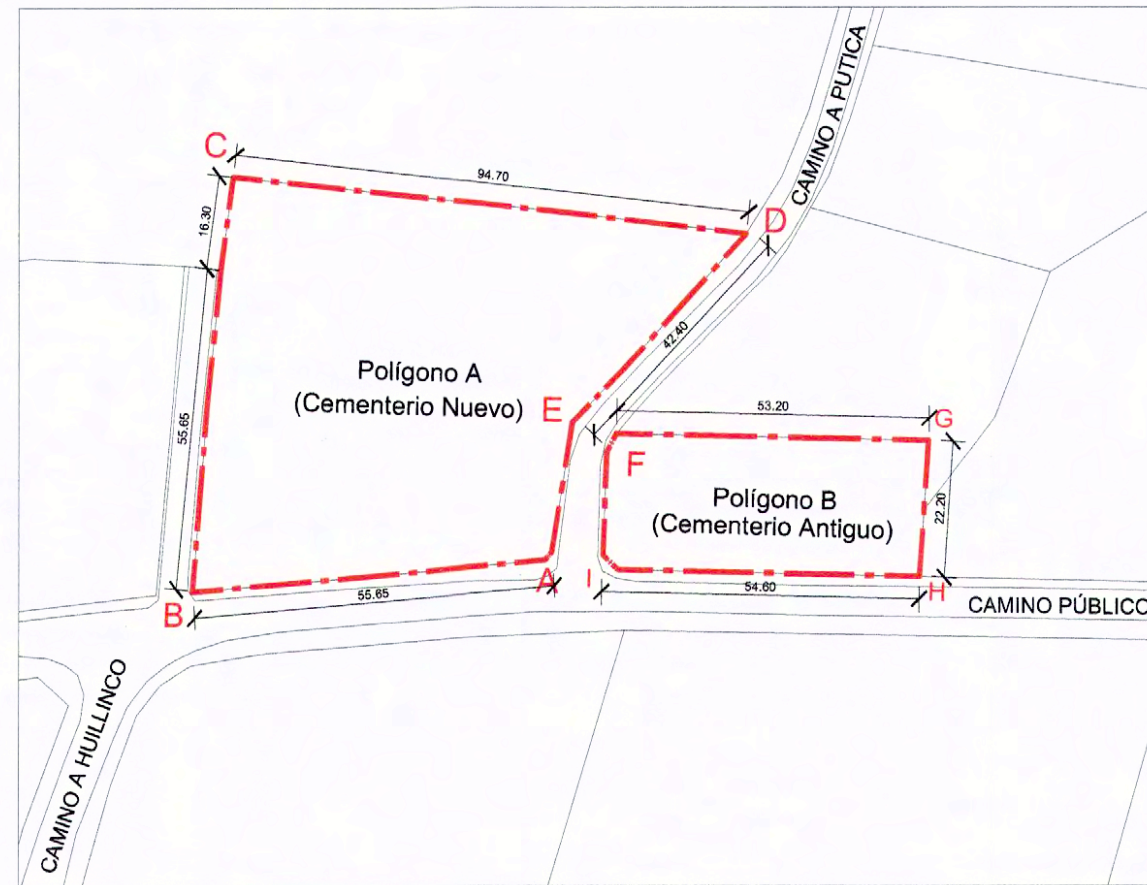 CAMINO A PUTICA
C
94.70
D
16.30
42.40
Polígono A
(Cementerio Nuevo)
E
53.20
G
55.65
F
Polígono B
(Cementerio Antiguo)
22.20
A
I
54.60
H
B
55.65
CAMINO PÚBLICO
CAMINO A HUILLINCO